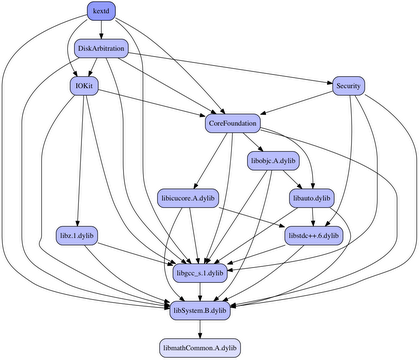 kextd
DiskArbitration
IOKit
Security
CoreFoundation
libobjc.A.dylib
libicucore.A.dylib
libauto.dylib
libz.1.dylib
libstdc++.6.dylib
libgcc_s.1.dylib
libSystem.B.dylib
libmathCommon.A.dylib